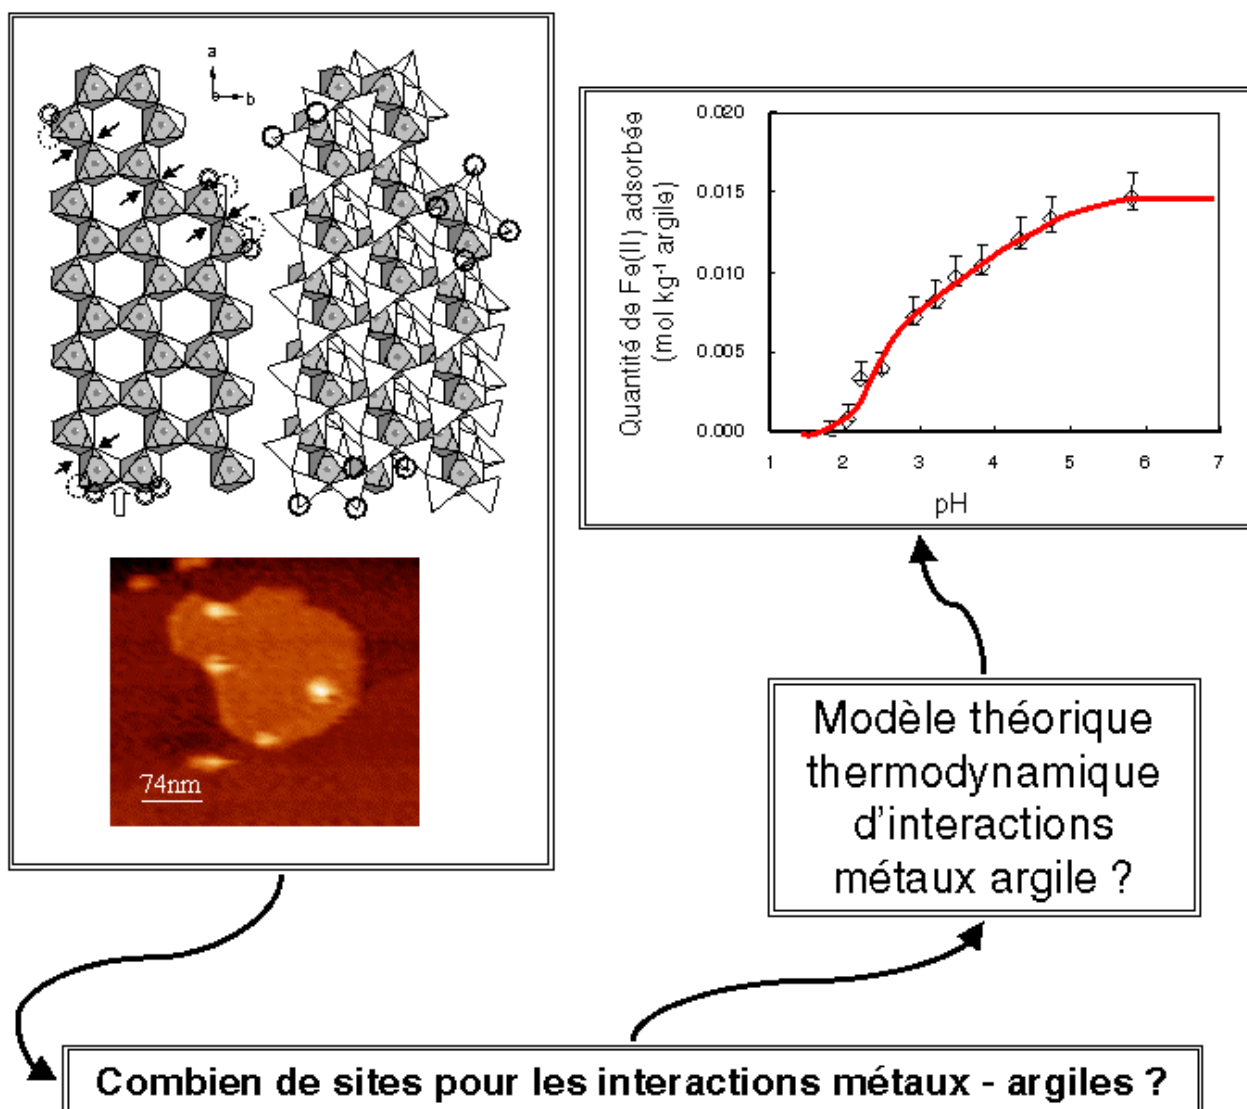 a
b
74nm
Quantité de Fe(II) adsorbée
(mol kg-1 argile)
0.020
0.015
0.010
0.005
0.000
1 2 3 4 5 6 7
pH
Modèle théorique
thermodynamique
d'interactions
métaux argile ?
Combien de sites pour les interactions métaux - argiles ?